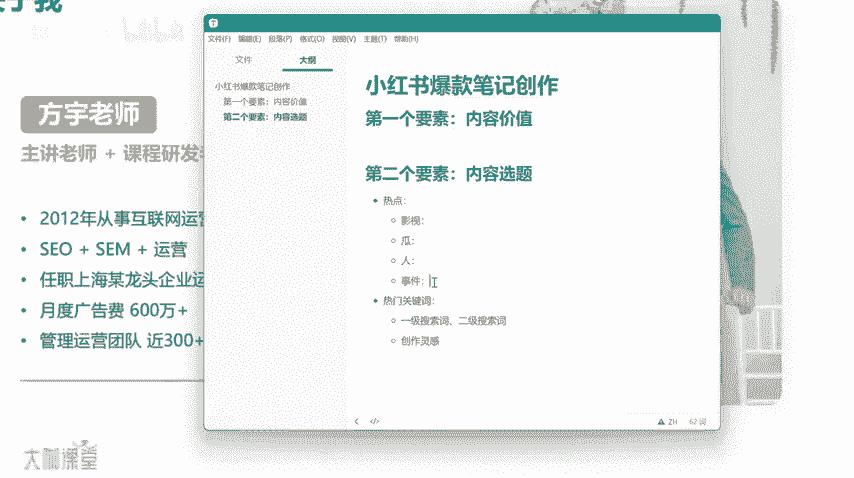 关于我
方宇老师
主讲老师 + 课程研发
• 2012年从事互联网运营
• SEO + SEM + 运营
• 任职上海某龙头企业运
• 月度广告费 600万+
• 管理运营团队 近300+
文件(F) 编辑(E) 段落(P) 格式(O) 视图(V) 主题(T) 帮助(H)
文件 大纲
小红书爆款笔记创作
第一个要素：内容价值
第二个要素：内容选题
小红书爆款笔记创作
第一个要素：内容价值
第二个要素：内容选题
• 热点：
○ 影视：
○ 瓜：
○ 人：
○ 事件：
• 热门关键词：
○ 一级搜索词、二级搜索词
○ 创作灵感
ZH 62 词
课堂
bilibili